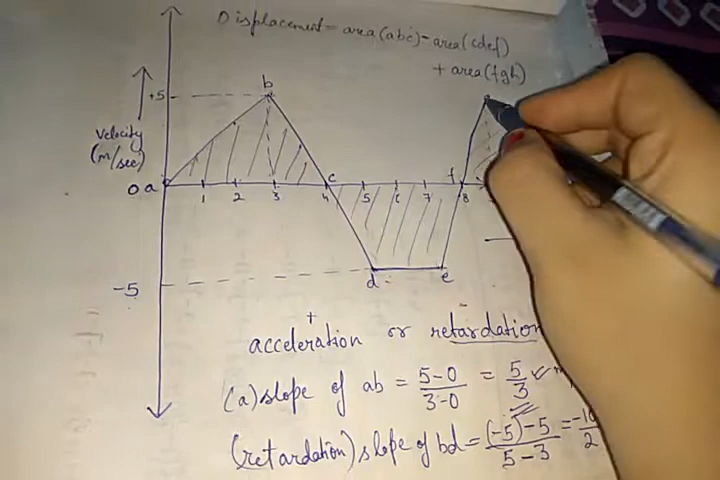 Displacement = area(abc) - area(cdef)
+ area(fgh)
b
+5
Velocity
(m/sec)
f
0 a
c
1 2 3 4 5 6 7 8
-5
d
e
+ -
acceleration or retardation
(a) slope of ab = 5-0/3-0 = 5/3
(retardation) slope of bd = (-5)-5/5-3 = -10/2